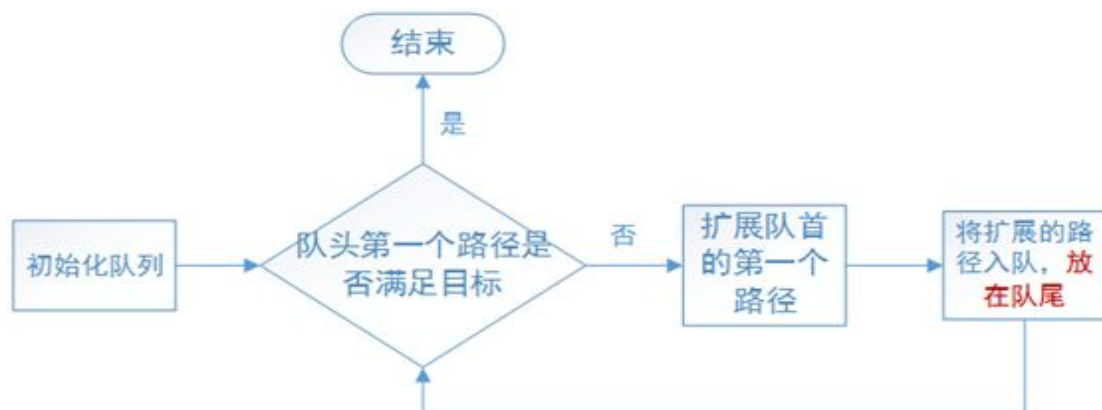 结束
是
初始化队列
队头第一个路径是
否满足目标
否
扩展队首
的第一个
路径
将扩展的路
径入队，放
在队尾